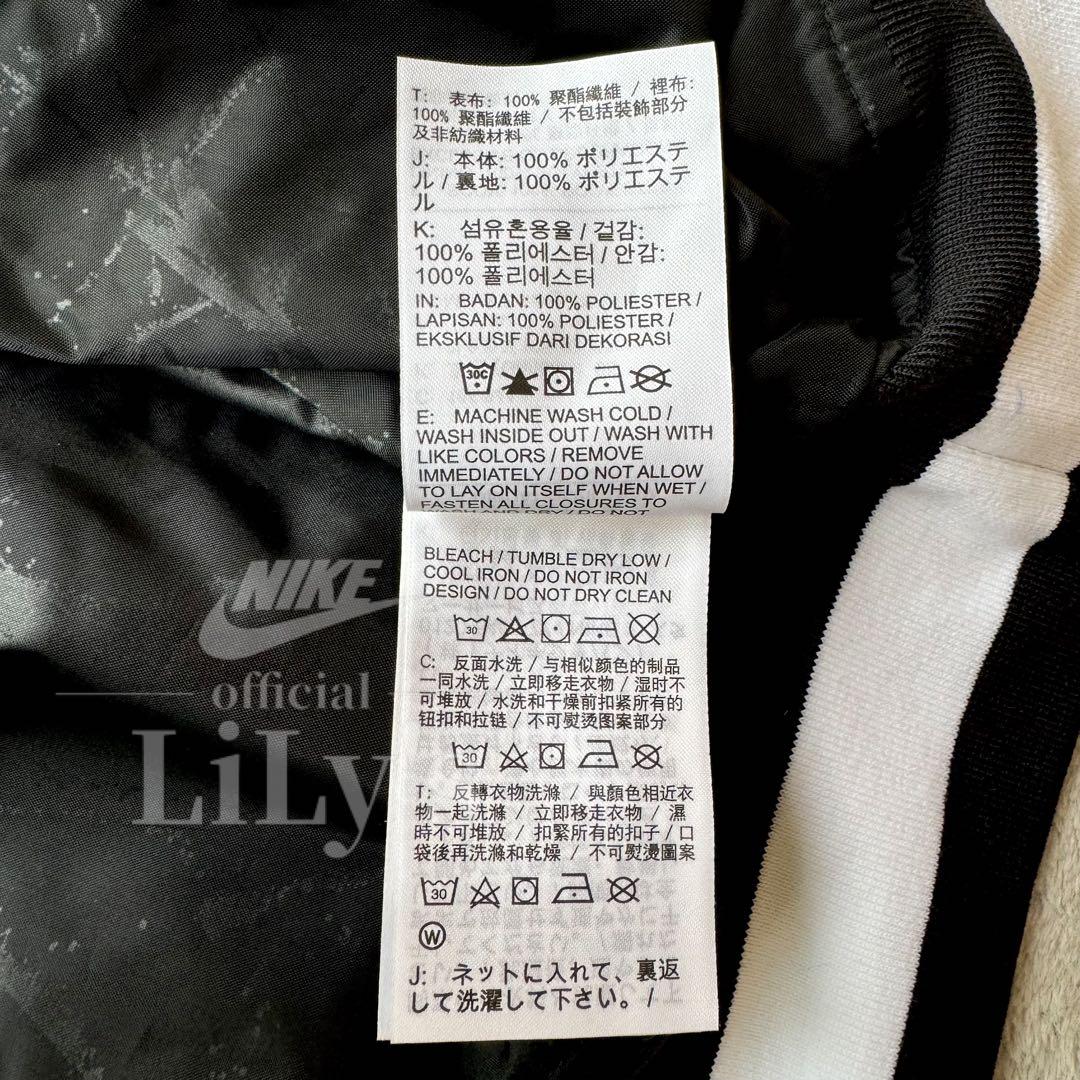 T: 表布: 100% 聚酯纖維 / 裡布:
100% 聚酯纖維 / 不包括裝飾部分
及非紡織材料
J: 本体: 100% ポリエステ
ル / 裏地: 100% ポリエステ
ル
K: 섬유혼용율 / 겉감:
100% 폴리에스터 / 안감:
100% 폴리에스터
IN: BADAN: 100% POLIESTER /
LAPISAN: 100% POLIESTER /
EKSKLUSIF DARI DEKORASI
30C
E: MACHINE WASH COLD /
WASH INSIDE OUT / WASH WITH
LIKE COLORS / REMOVE
IMMEDIATELY / DO NOT ALLOW
TO LAY ON ITSELF WHEN WET /
FASTEN ALL CLOSURES TO
WASH AND DRY / DO NOT
BLEACH / TUMBLE DRY LOW /
COOL IRON / DO NOT IRON
DESIGN / DO NOT DRY CLEAN
30
C: 反面水洗 / 与相似颜色的制品
一同水洗 / 立即移走衣物 / 湿时不
可堆放 / 水洗和干燥前扣紧所有的
钮扣和拉链 / 不可熨烫图案部分
30
T: 反轉衣物洗滌 / 與顏色相近衣
物一起洗滌 / 立即移走衣物 / 濕
時不可堆放 / 扣緊所有的扣子 / 口
袋後再洗滌和乾燥 / 不可熨燙圖案
30
W
J: ネットに入れて、裏返
して洗濯して下さい。 /
NIKE
official
LiLy